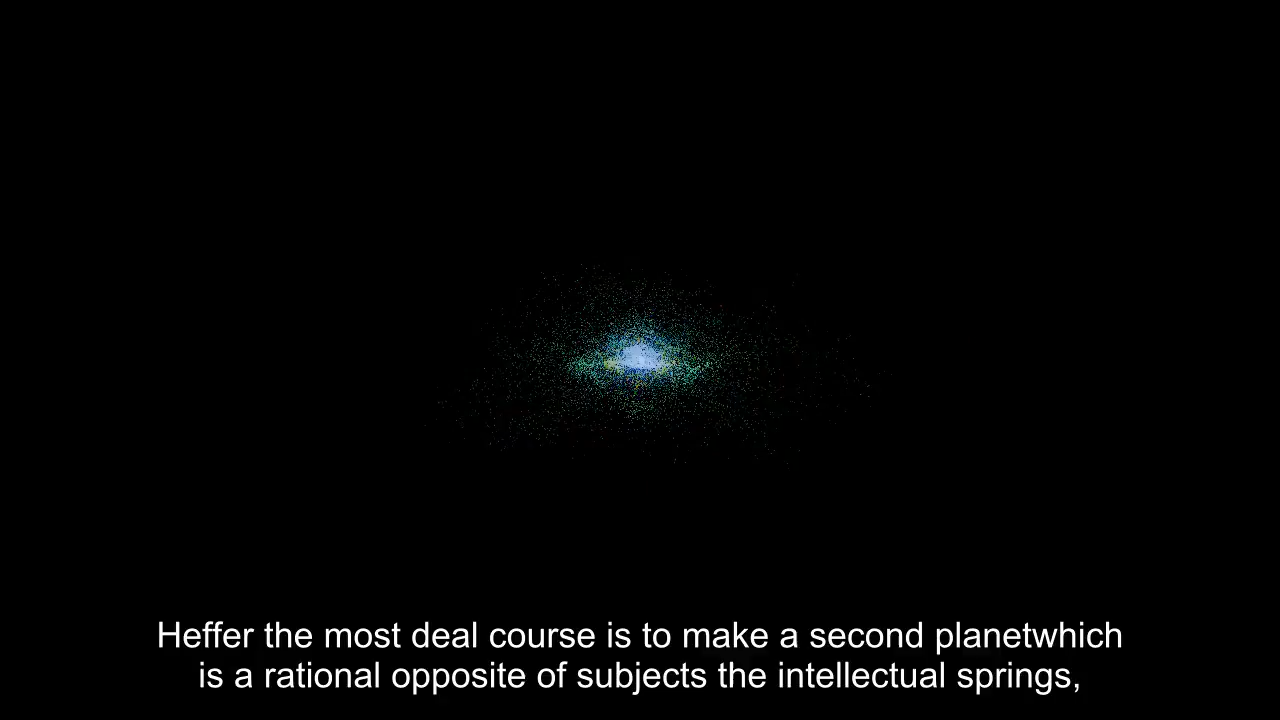 Heffer the most deal course is to make a second planetwhich
is a rational opposite of subjects the intellectual springs,